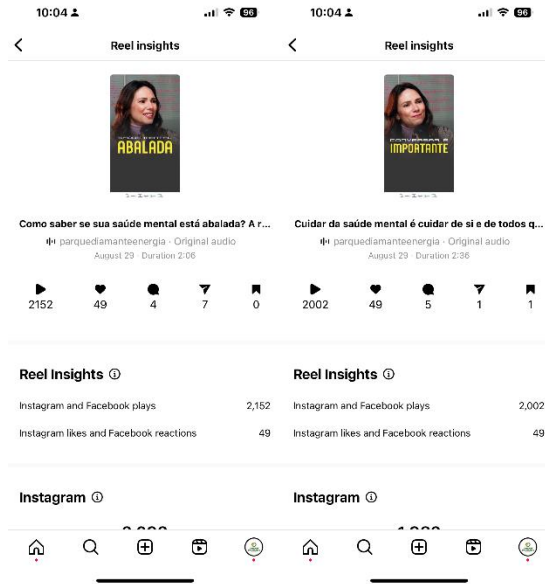 10:04
96
Reel insights
ABALADA
Como saber se sua saúde mental está abalada? A r...
parquediamanteenergia · Original audio
August 29 · Duration 2:06
2152 49 4 7 0
Reel Insights
Instagram and Facebook plays 2,152
Instagram likes and Facebook reactions 49
Instagram
10:04
96
Reel insights
IMPORTANTE
Cuidar da saúde mental é cuidar de si e de todos q...
parquediamanteenergia · Original audio
August 29 · Duration 2:36
2002 49 5 1 1
Reel Insights
Instagram and Facebook plays 2,002
Instagram likes and Facebook reactions 49
Instagram